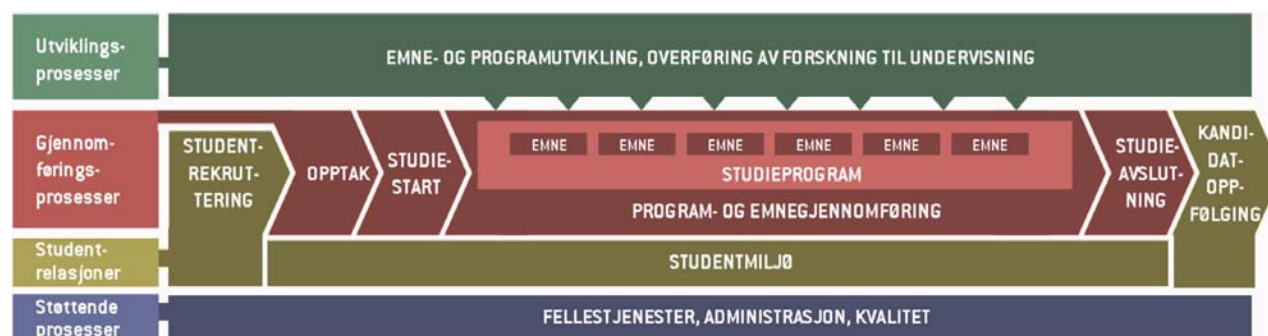 Utviklings-
prosesser
EMNE- OG PROGRAMUTVIKLING, OVERFØRING AV FORSKNING TIL UNDERVISNING
Gjennom-
førings-
prosesser
STUDENT-
REKRUT-
TERING
OPPTAK
STUDIE-
START
EMNE EMNE EMNE EMNE EMNE EMNE
STUDIEPROGRAM
PROGRAM- OG EMNEGJENNOMFØRING
STUDIE-
AVSLUT-
NING
KANDI-
DAT-
OPP-
FØLGING
Student-
relasjoner
STUDENTMILJØ
Støttende
prosesser
FELLESTJENESTER, ADMINISTRASJON, KVALITET